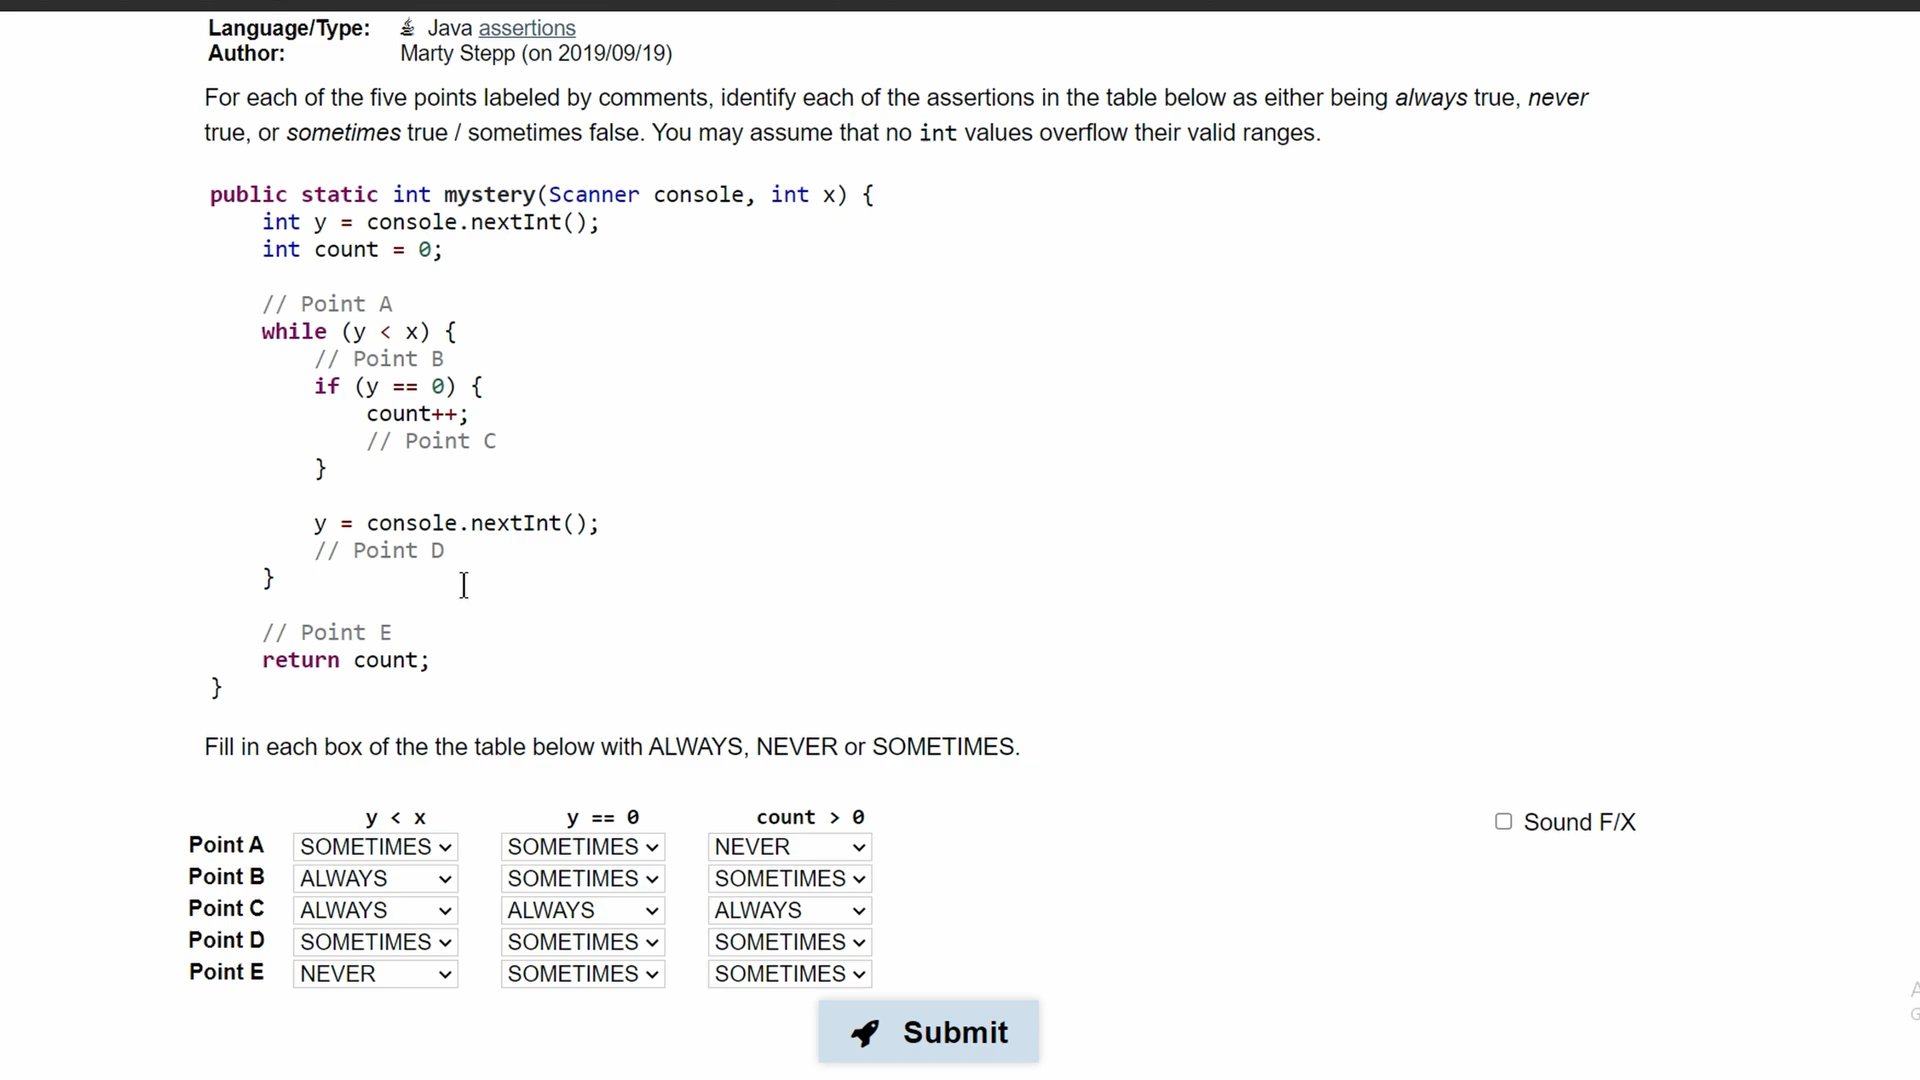 Language/Type: Java assertions
Author: Marty Stepp (on 2019/09/19)
For each of the five points labeled by comments, identify each of the assertions in the table below as either being always true, never
true, or sometimes true / sometimes false. You may assume that no int values overflow their valid ranges.
public static int mystery(Scanner console, int x) {
    int y = console.nextInt();
    int count = 0;

    // Point A
    while (y < x) {
        // Point B
        if (y == 0) {
            count++;
            // Point C
        }

        y = console.nextInt();
        // Point D
    }

    // Point E
    return count;
}
Fill in each box of the the table below with ALWAYS, NEVER or SOMETIMES.
y < x y == 0 count > 0
Sound F/X
Point A SOMETIMES SOMETIMES NEVER
Point B ALWAYS SOMETIMES SOMETIMES
Point C ALWAYS ALWAYS ALWAYS
Point D SOMETIMES SOMETIMES SOMETIMES
Point E NEVER SOMETIMES SOMETIMES
Submit